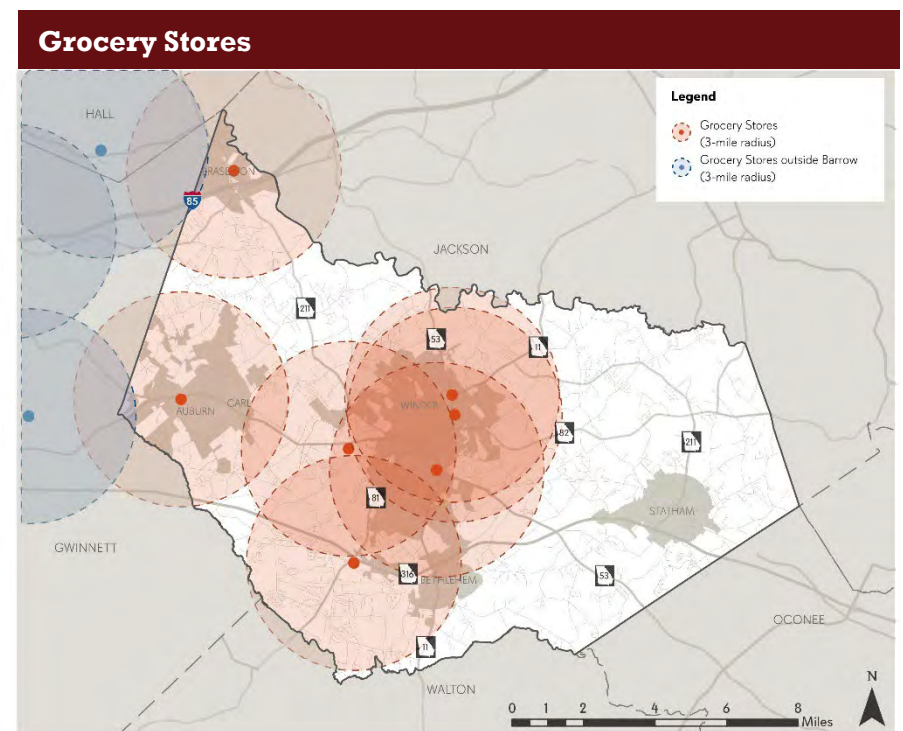 Grocery Stores
Legend
Grocery Stores
(3-mile radius)
Grocery Stores outside Barrow
(3-mile radius)
HALL
BRASELTON
85
JACKSON
211
53
11
AUBURN
CARL
WINDER
82
211
81
STATHAM
GWINNETT
316
BETHLEHEM
53
OCONEE
11
WALTON
N
0 1 2 4 6 8
Miles